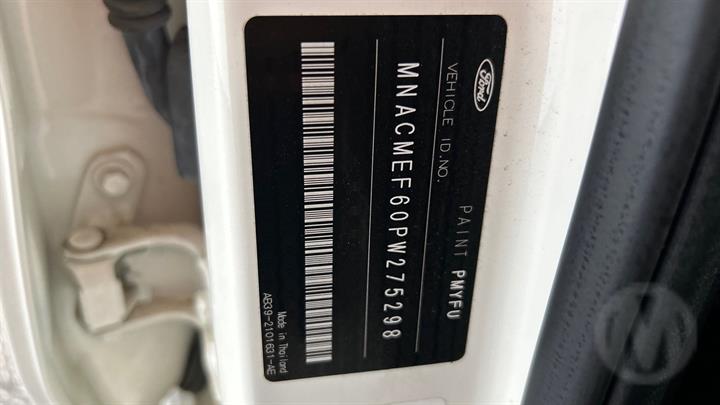 Ford
VEHICLE ID.NO. PAINT PMYFU
MNACMEF60PW275298
Made in Thailand
AB39-2101631-AE
M